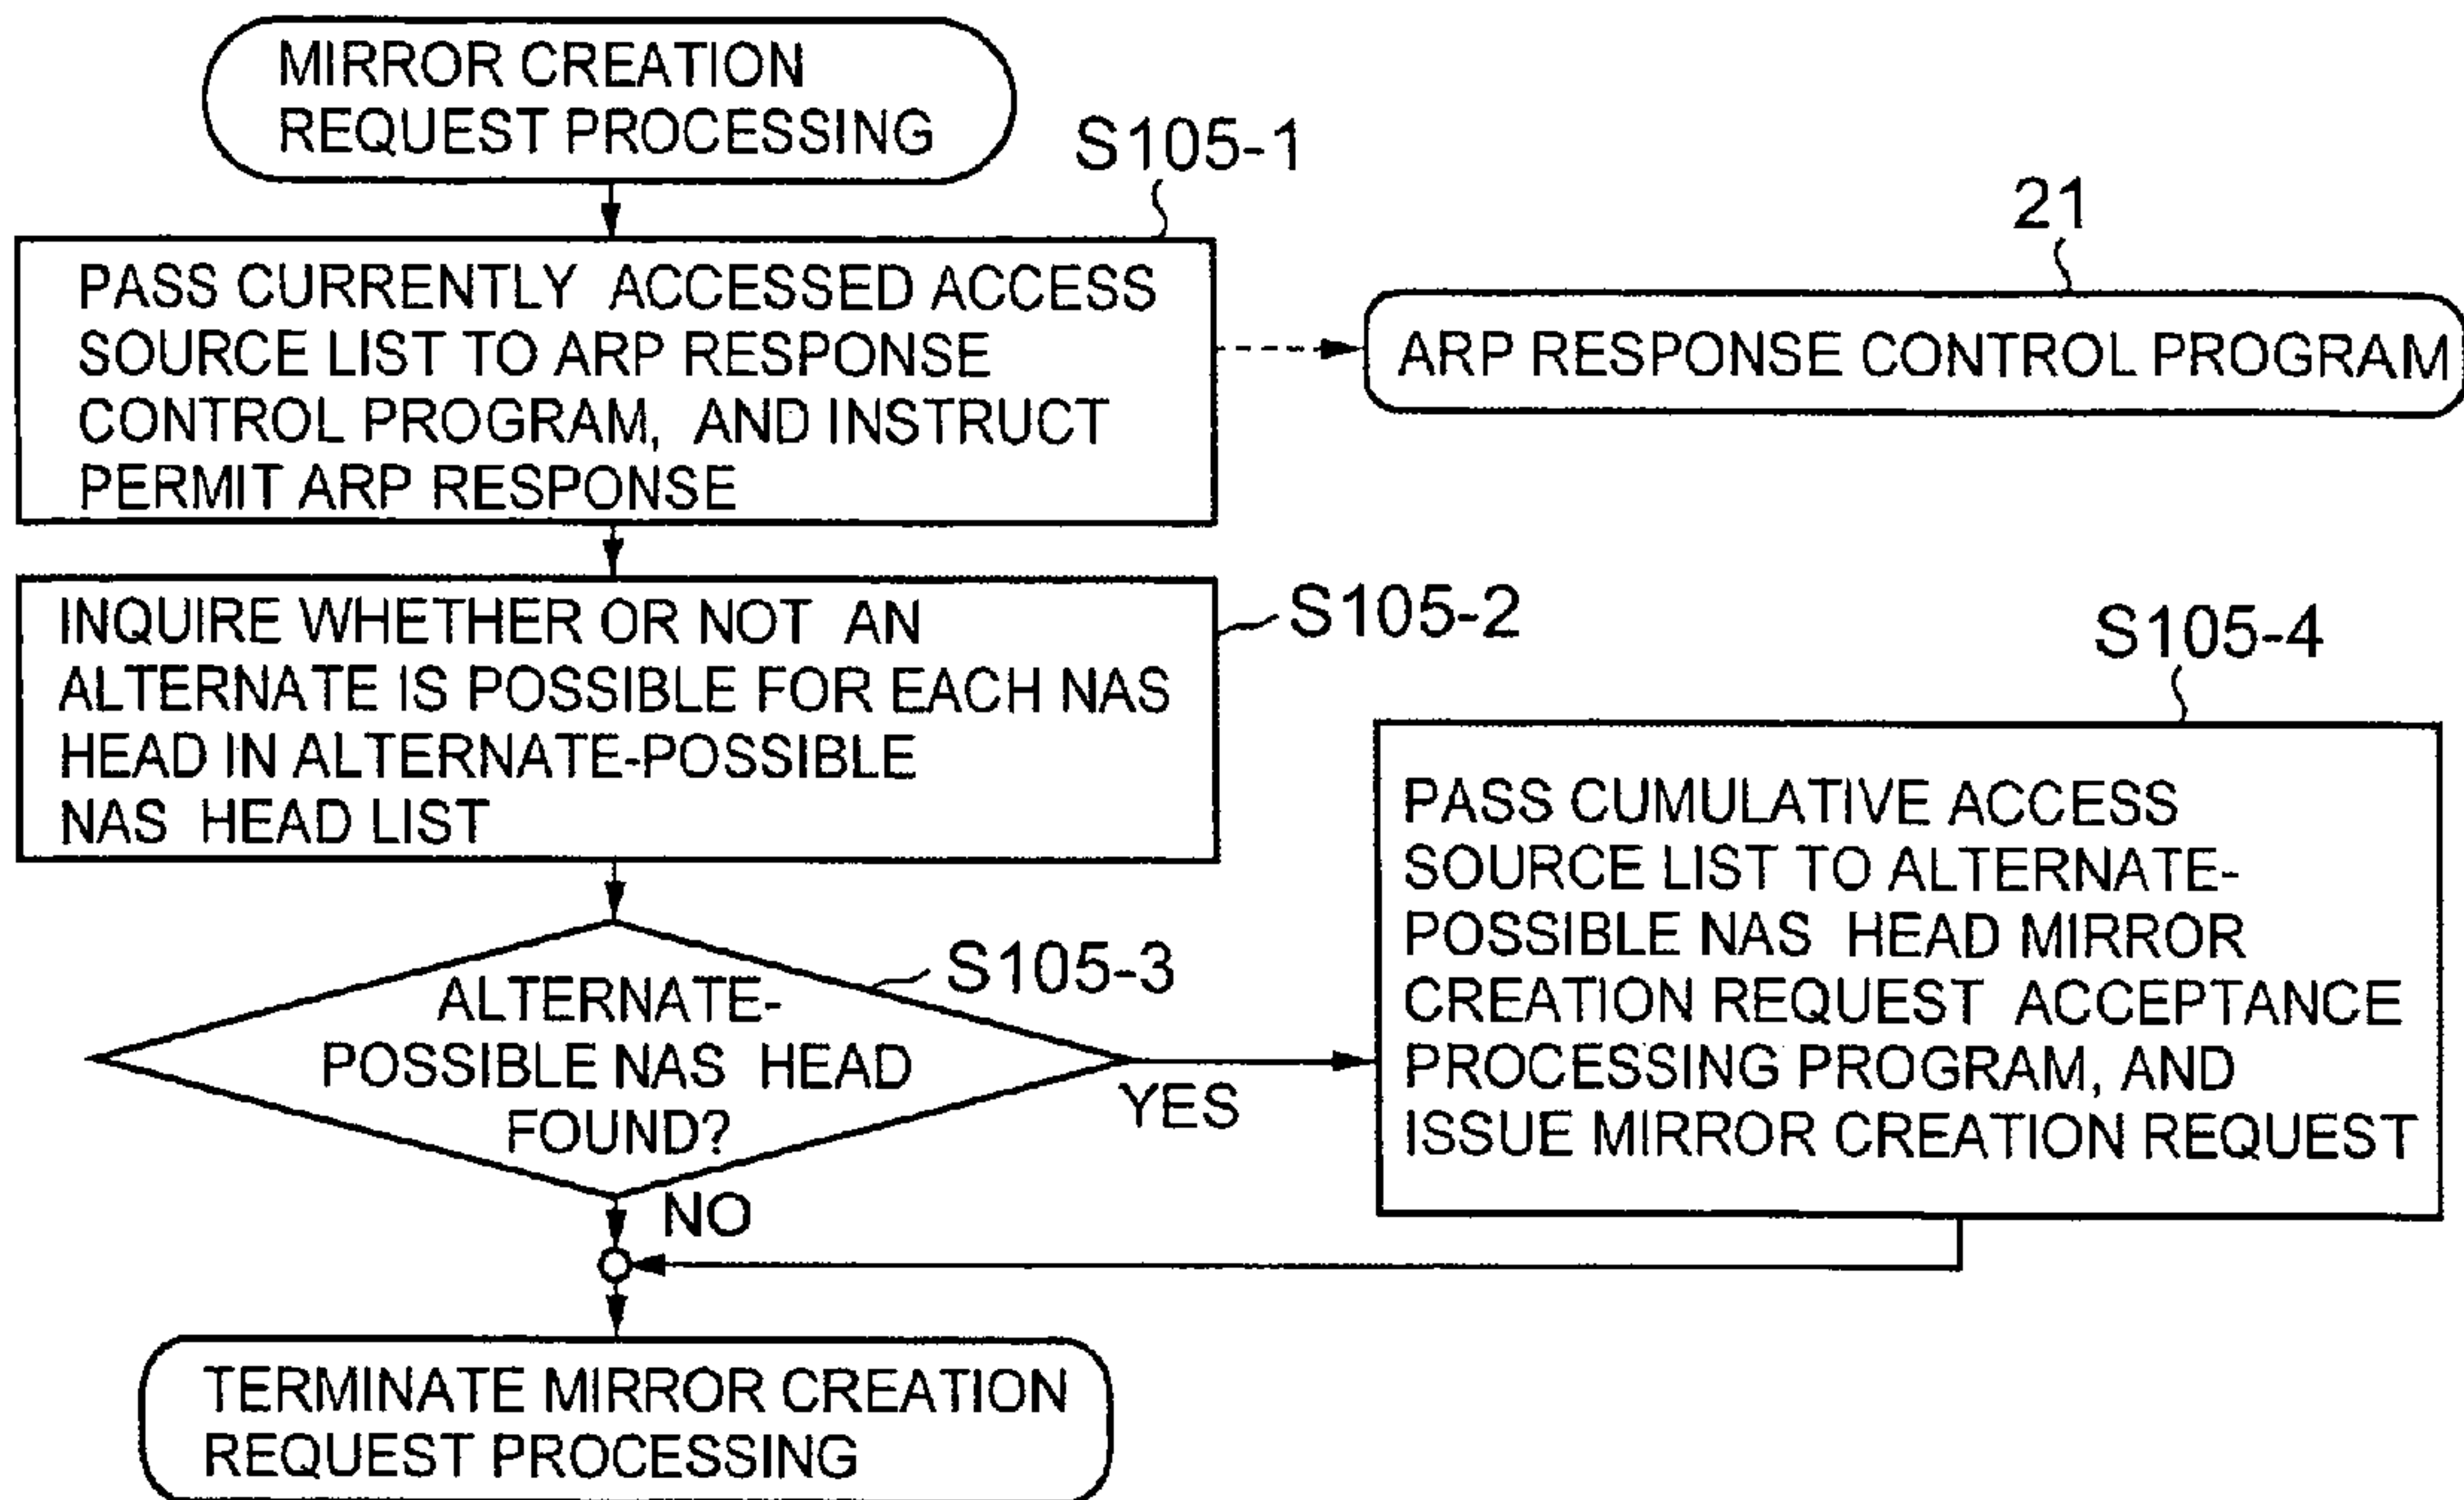 MIRROR CREATION
REQUEST PROCESSING
S105-1
PASS CURRENTLY ACCESSED ACCESS
SOURCE LIST TO ARP RESPONSE
CONTROL PROGRAM, AND INSTRUCT
PERMIT ARP RESPONSE
21
ARP RESPONSE CONTROL PROGRAM
INQUIRE WHETHER OR NOT AN
ALTERNATE IS POSSIBLE FOR EACH NAS
HEAD IN ALTERNATE-POSSIBLE
NAS HEAD LIST
S105-2
ALTERNATE-
POSSIBLE NAS HEAD
FOUND?
S105-3
YES
NO
S105-4
PASS CUMULATIVE ACCESS
SOURCE LIST TO ALTERNATE-
POSSIBLE NAS HEAD MIRROR
CREATION REQUEST ACCEPTANCE
PROCESSING PROGRAM, AND
ISSUE MIRROR CREATION REQUEST
TERMINATE MIRROR CREATION
REQUEST PROCESSING